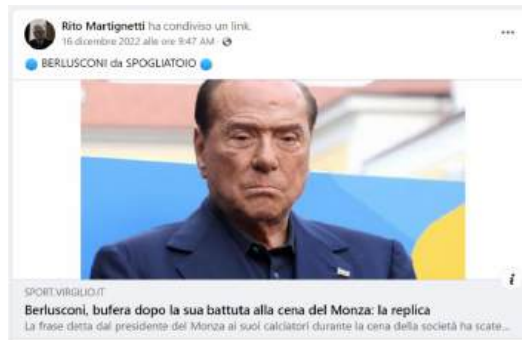 Rito Martignetti ha condiviso un link.
16 dicembre 2022 alle ore 9:47 AM ·
BERLUSCONI da SPOGLIATOIO
SPORT.VIRGILIO.IT
Berlusconi, bufera dopo la sua battuta alla cena del Monza: la replica
La frase detta dal presidente del Monza ai suoi calciatori durante la cena della società ha scate...